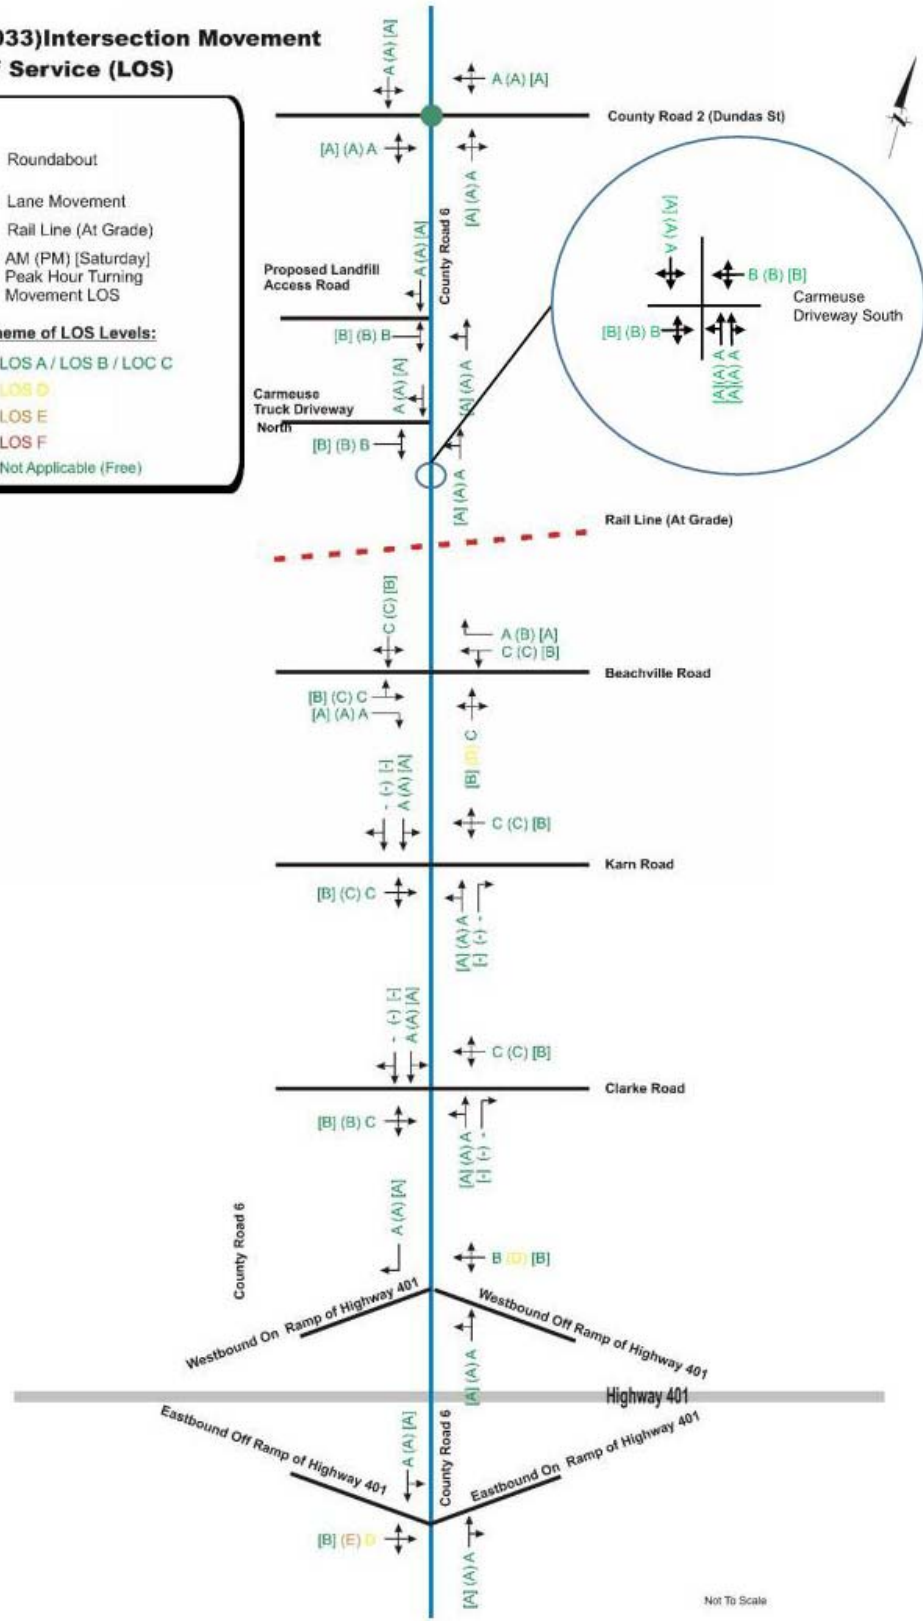 033)Intersection Movement
Service (LOS)
Roundabout
Lane Movement
Rail Line (At Grade)
AM (PM) [Saturday]
Peak Hour Turning
Movement LOS
eme of LOS Levels:
LOS A / LOS B / LOC C
LOS D
LOS E
LOS F
Not Applicable (Free)
A (A) [A]
A (A) [A]
County Road 2 (Dundas St)
[A] (A) A
[A] (A) A
County Road 6
A (A) [A]
Proposed Landfill
Access Road
[B] (B) B
[A] (A) A
A (A) [A]
Carmeuse
Truck Driveway
North
[B] (B) B
[A] (A) A
[A] (A) A
B (B) [B]
Carmeuse
Driveway South
[B] (B) B
[A](A) A
[A](A) A
Rail Line (At Grade)
C (C) [B]
A (B) [A]
C (C) [B]
Beachville Road
[B] (C) C
[A] (A) A
[B] (D) C
- (-) [-]
A (A) [A]
C (C) [B]
Karn Road
[B] (C) C
[A] (A) A
[-] (-) -
- (-) [-]
A (A) [A]
C (C) [B]
Clarke Road
[B] (B) C
[A] (A) A
[-] (-) -
A (A) [A]
County Road 6
B (D) [B]
Westbound On Ramp of Highway 401
Westbound Off Ramp of Highway 401
[A] (A) A
Highway 401
Eastbound Off Ramp of Highway 401
A (A) [A]
County Road 6
Eastbound On Ramp of Highway 401
[B] (E) D
[A] (A) A
Not To Scale